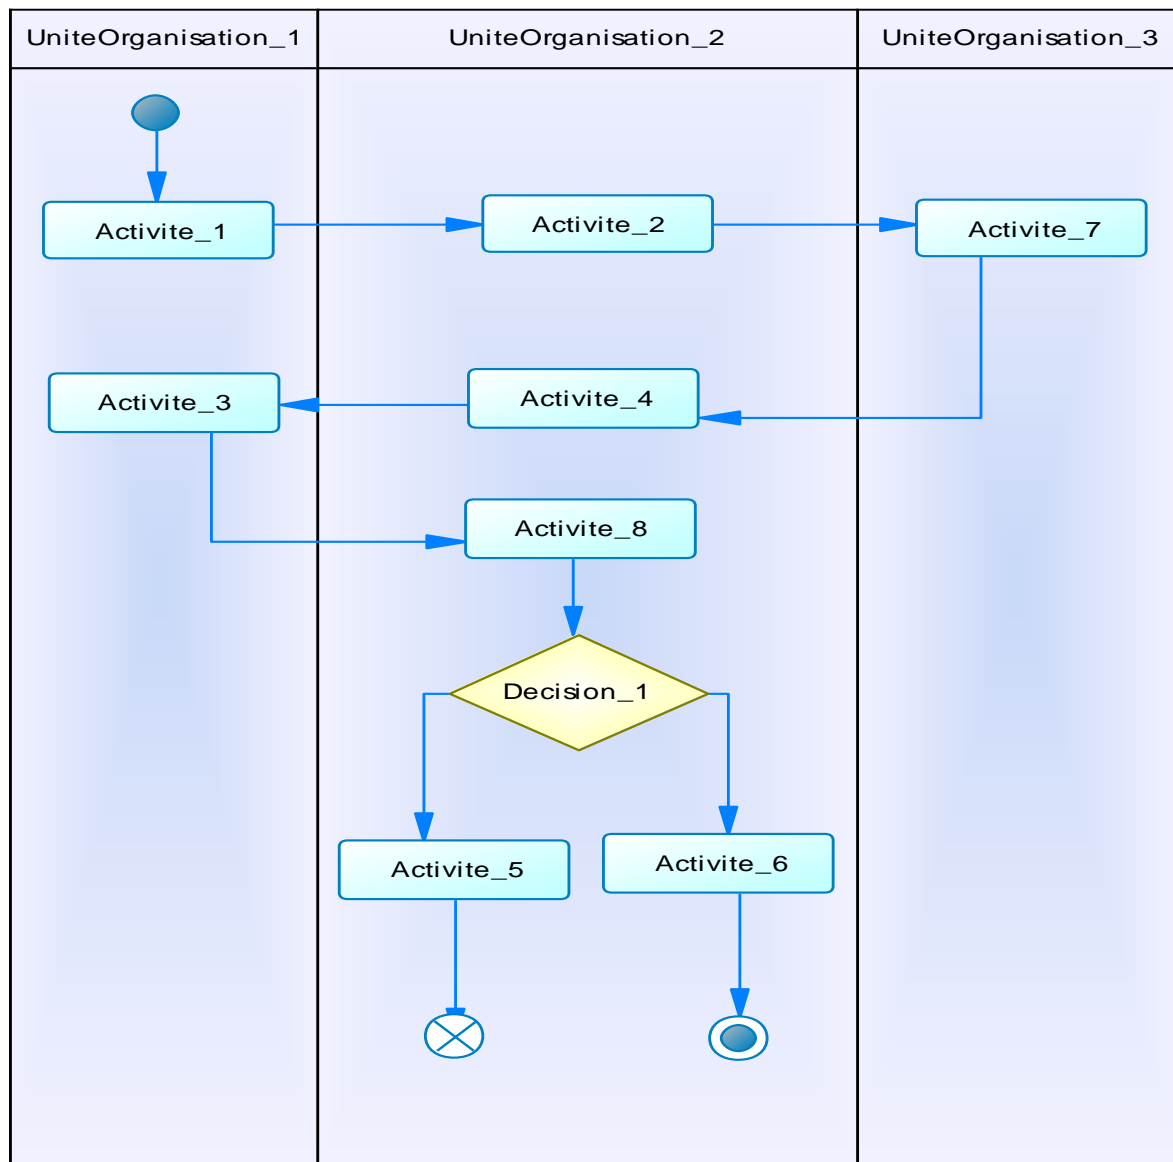 UniteOrganisation_1
UniteOrganisation_2
UniteOrganisation_3
Activite_1
Activite_2
Activite_7
Activite_3
Activite_4
Activite_8
Decision_1
Activite_5
Activite_6